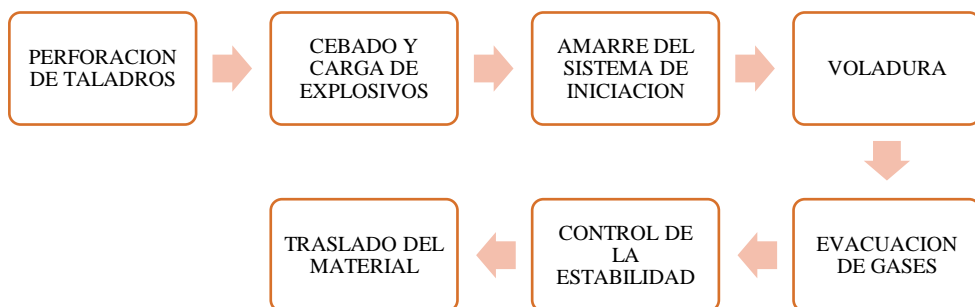 PERFORACION
DE TALADROS
CEBADO Y
CARGA DE
EXPLOSIVOS
AMARRE DEL
SISTEMA DE
INICIACION
VOLADURA
EVACUACION
DE GASES
CONTROL DE
LA
ESTABILIDAD
TRASLADO DEL
MATERIAL